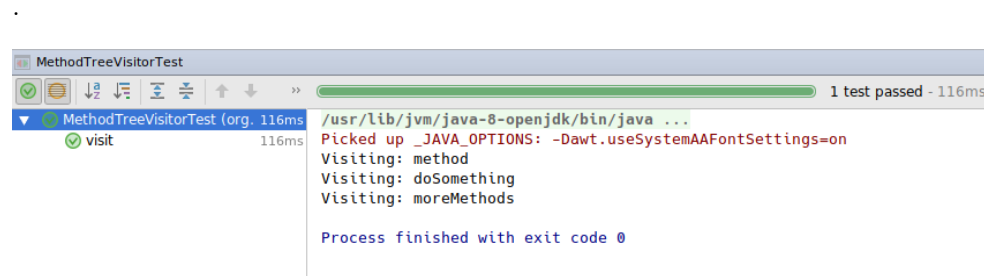 .
MethodTreeVisitorTest
1 test passed - 116ms
MethodTreeVisitorTest (org. 116ms
visit 116ms
/usr/lib/jvm/java-8-openjdk/bin/java ...
Picked up _JAVA_OPTIONS: -Dawt.useSystemAAFontSettings=on
Visiting: method
Visiting: doSomething
Visiting: moreMethods
Process finished with exit code 0